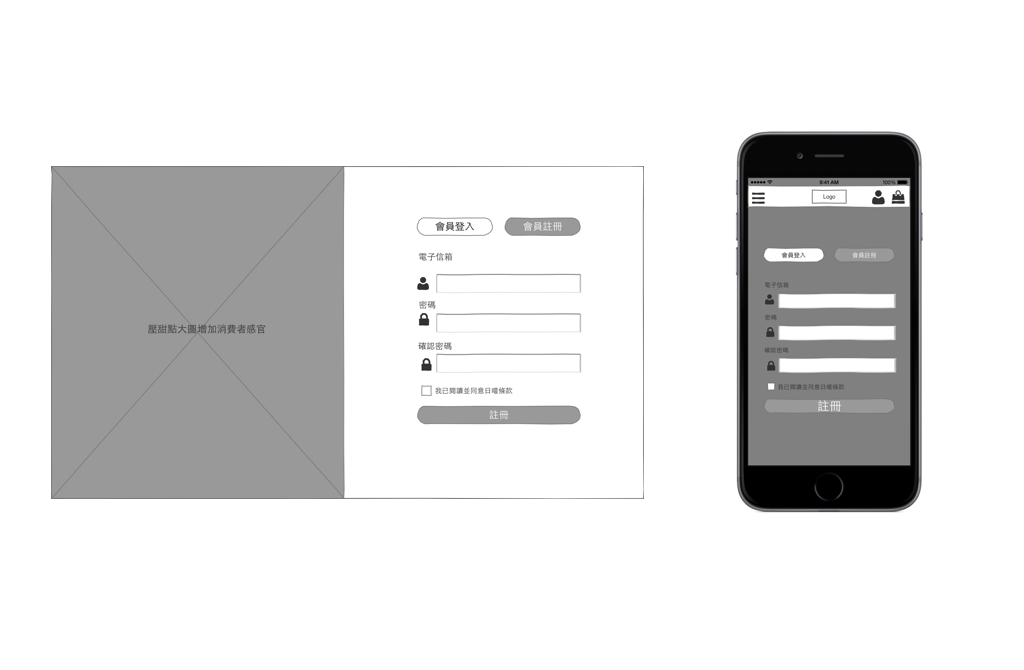 壓甜點大圖增加消費者感官
會員登入
會員註冊
電子信箱
密碼
確認密碼
我已閱讀並同意日嚐條款
註冊
9:41 AM
100%
Logo
會員登入
會員註冊
電子信箱
密碼
確認密碼
我已閱讀並同意日嚐條款
註冊